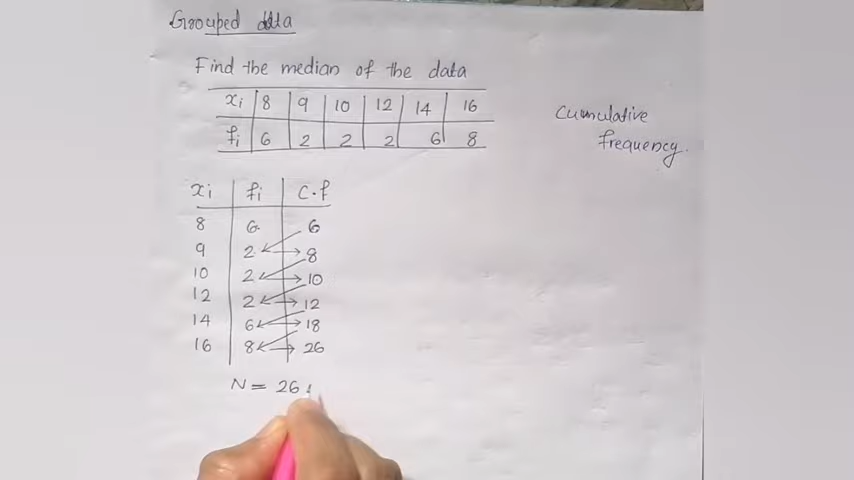 Grouped data
Find the median of the data
xi 8 9 10 12 14 16
fi 6 2 2 2 6 8
Cumulative
frequency.
xi fi C.f
8 6 6
9 2 8
10 2 10
12 2 12
14 6 18
16 8 26
N = 26